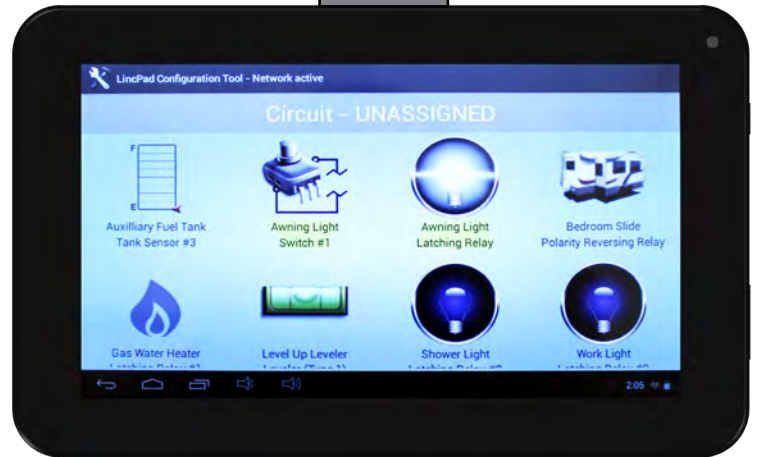 LincPad Configuration Tool - Network active
Circuit - UNASSIGNED
F
E
Auxilliary Fuel Tank
Tank Sensor #3
Awning Light
Switch #1
Awning Light
Latching Relay
Bedroom Slide
Polarity Reversing Relay
Gas Water Heater
Level Up Leveler
Shower Light
Work Light
2:05